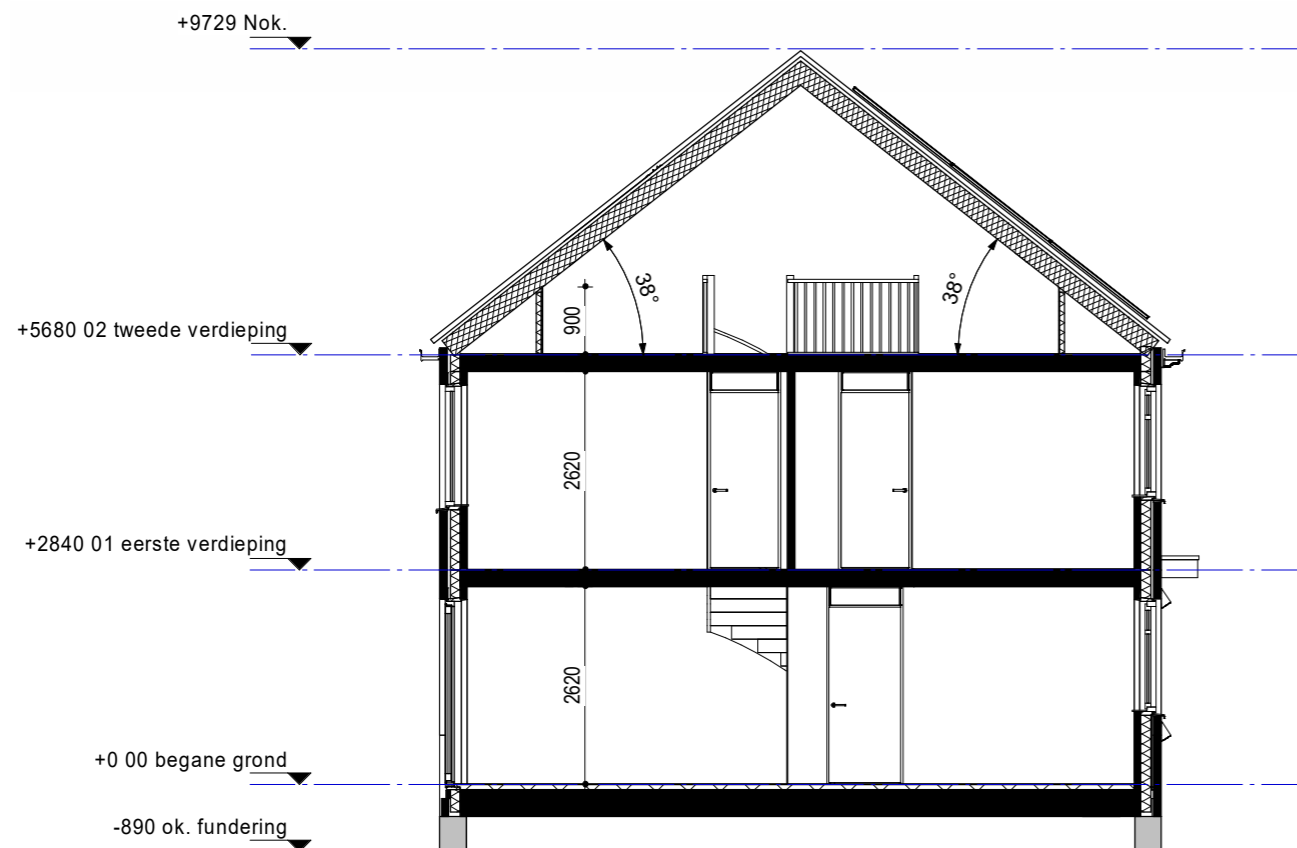 +9729 Nok.
38°
38°
900
+5680 02 tweede verdieping
2620
+2840 01 eerste verdieping
2620
+0 00 begane grond
-890 ok. fundering